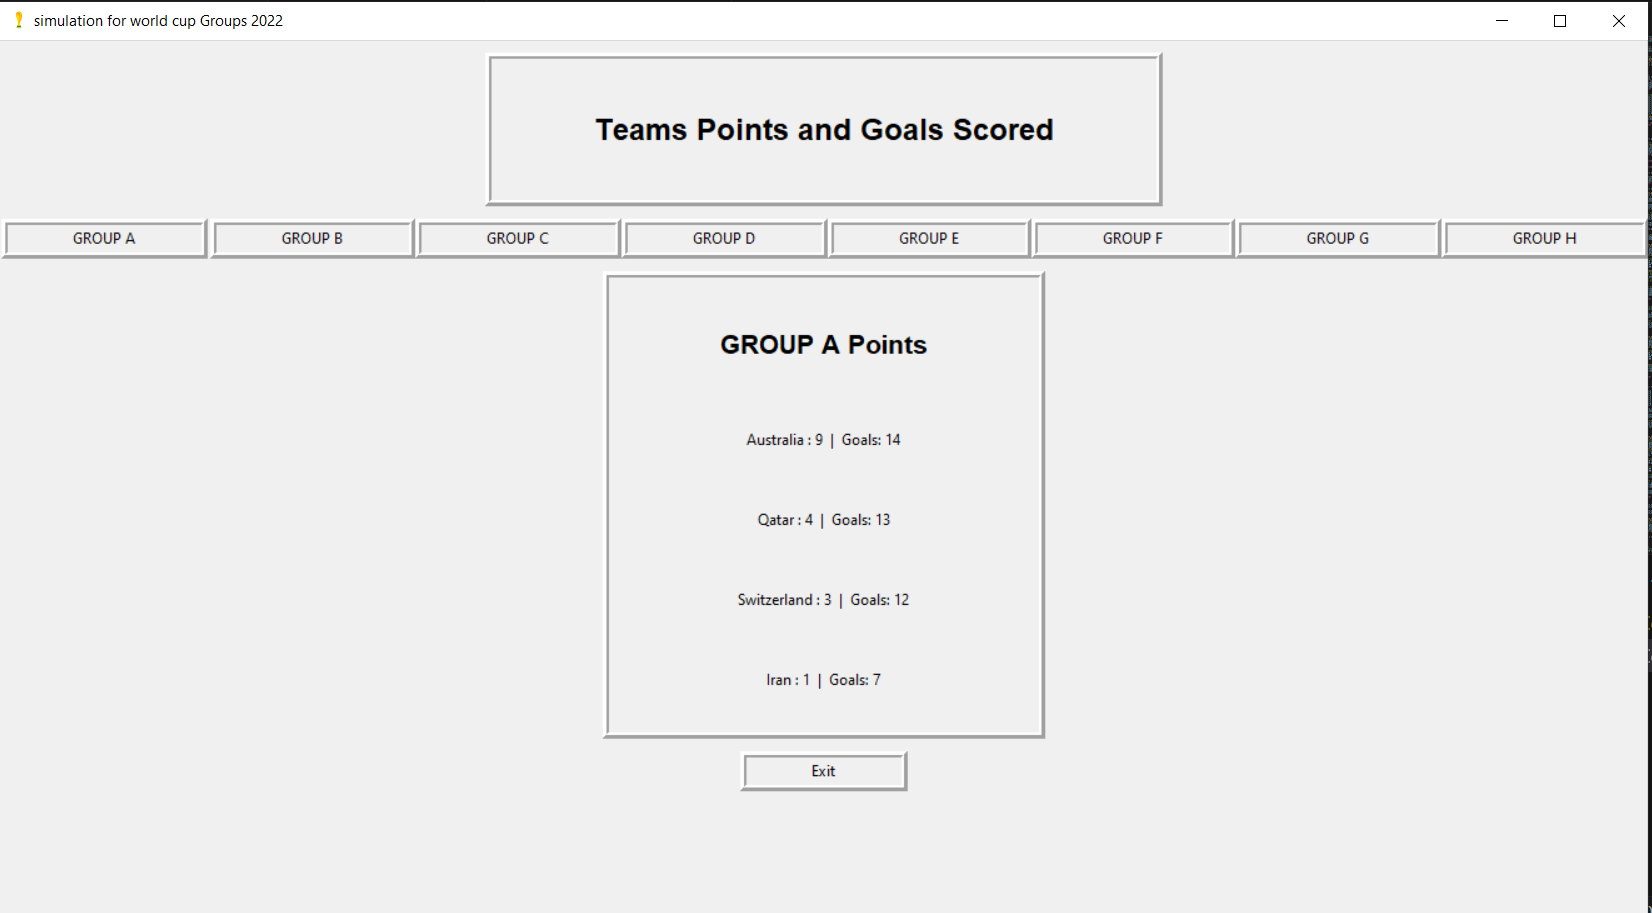 simulation for world cup Groups 2022
Teams Points and Goals Scored
GROUP A GROUP B GROUP C GROUP D GROUP E GROUP F GROUP G GROUP H
GROUP A Points
Australia : 9 | Goals: 14
Qatar : 4 | Goals: 13
Switzerland : 3 | Goals: 12
Iran : 1 | Goals: 7
Exit